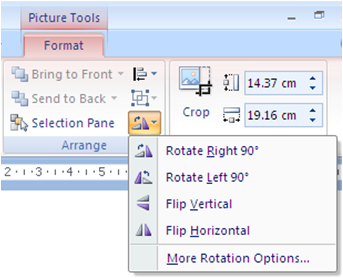 Picture Tools
Format
Bring to Front
Send to Back
Selection Pane
Arrange
Crop
14.37 cm
19.16 cm
2 · 1 · 3 · 1 · 4 · 1 · 5 · 1
Rotate Right 90°
Rotate Left 90°
Flip Vertical
Flip Horizontal
More Rotation Options...